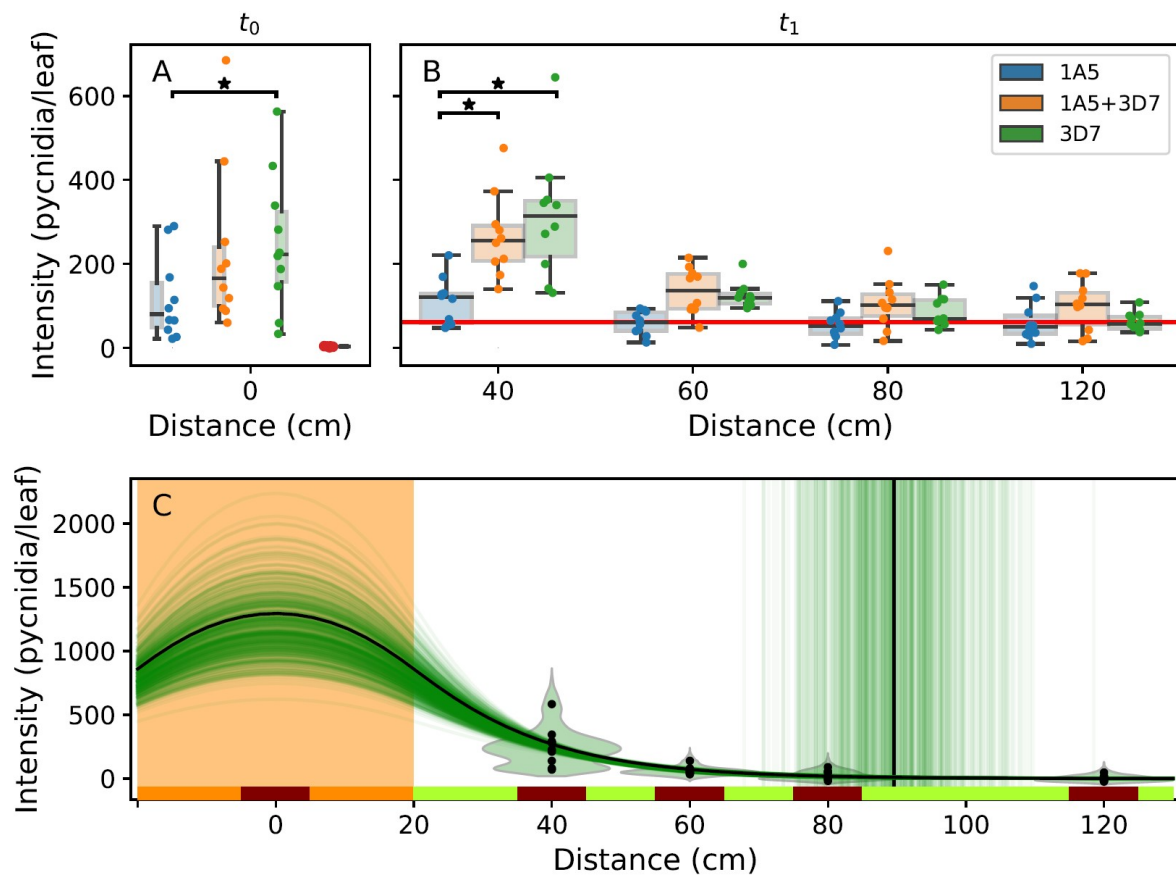 t₀ t₁
A
B
1A5
1A5+3D7
3D7
Intensity (pycnidia/leaf)
600
400
200
0
0
40 60 80 120
Distance (cm) Distance (cm)
C
Intensity (pycnidia/leaf)
2000
1500
1000
500
0
0 20 40 60 80 100 120
Distance (cm)